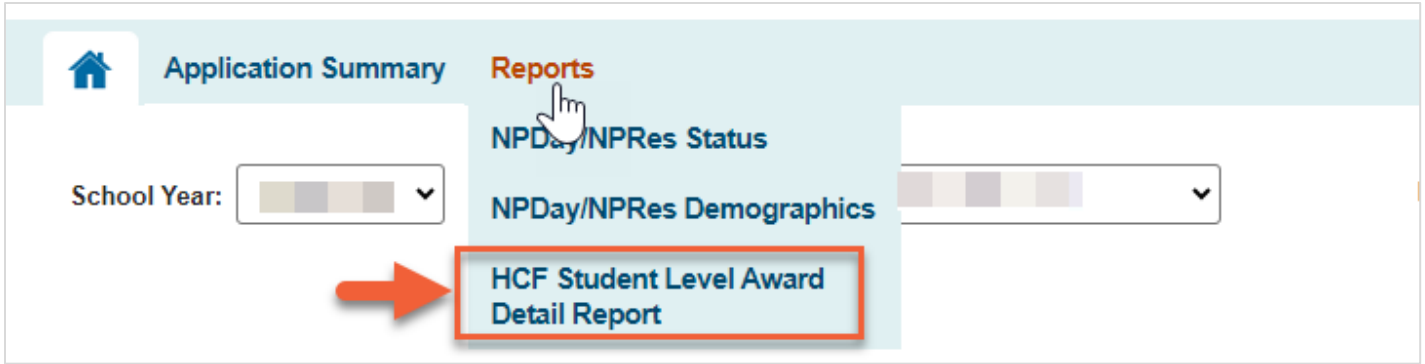 Application Summary Reports
NPDay/NPRes Status
School Year:
NPDay/NPRes Demographics
HCF Student Level Award
Detail Report